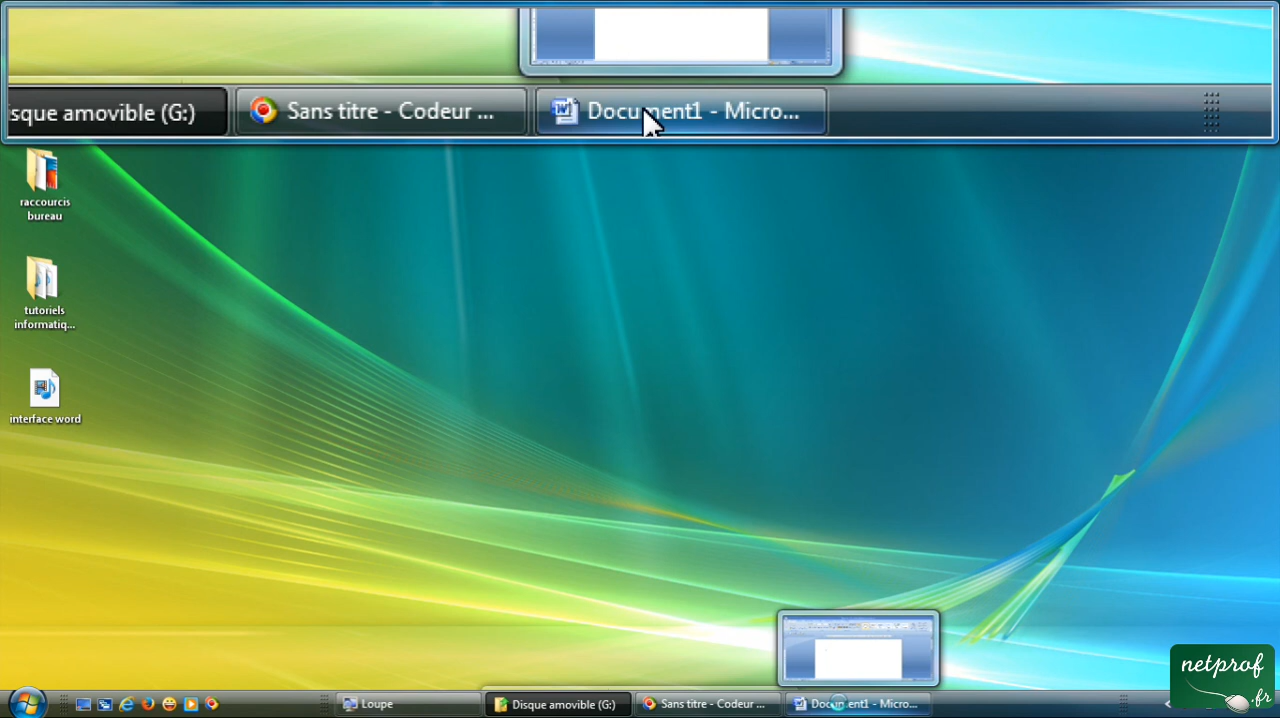 isque amovible (G:)
Sans titre - Codeur ...
Document1 - Micro...
raccourcis
bureau
tutoriels
informatiq...
interface word
Loupe
Disque amovible (G:)
Sans titre - Codeur ...
Document1 - Micro...
netprof
.fr